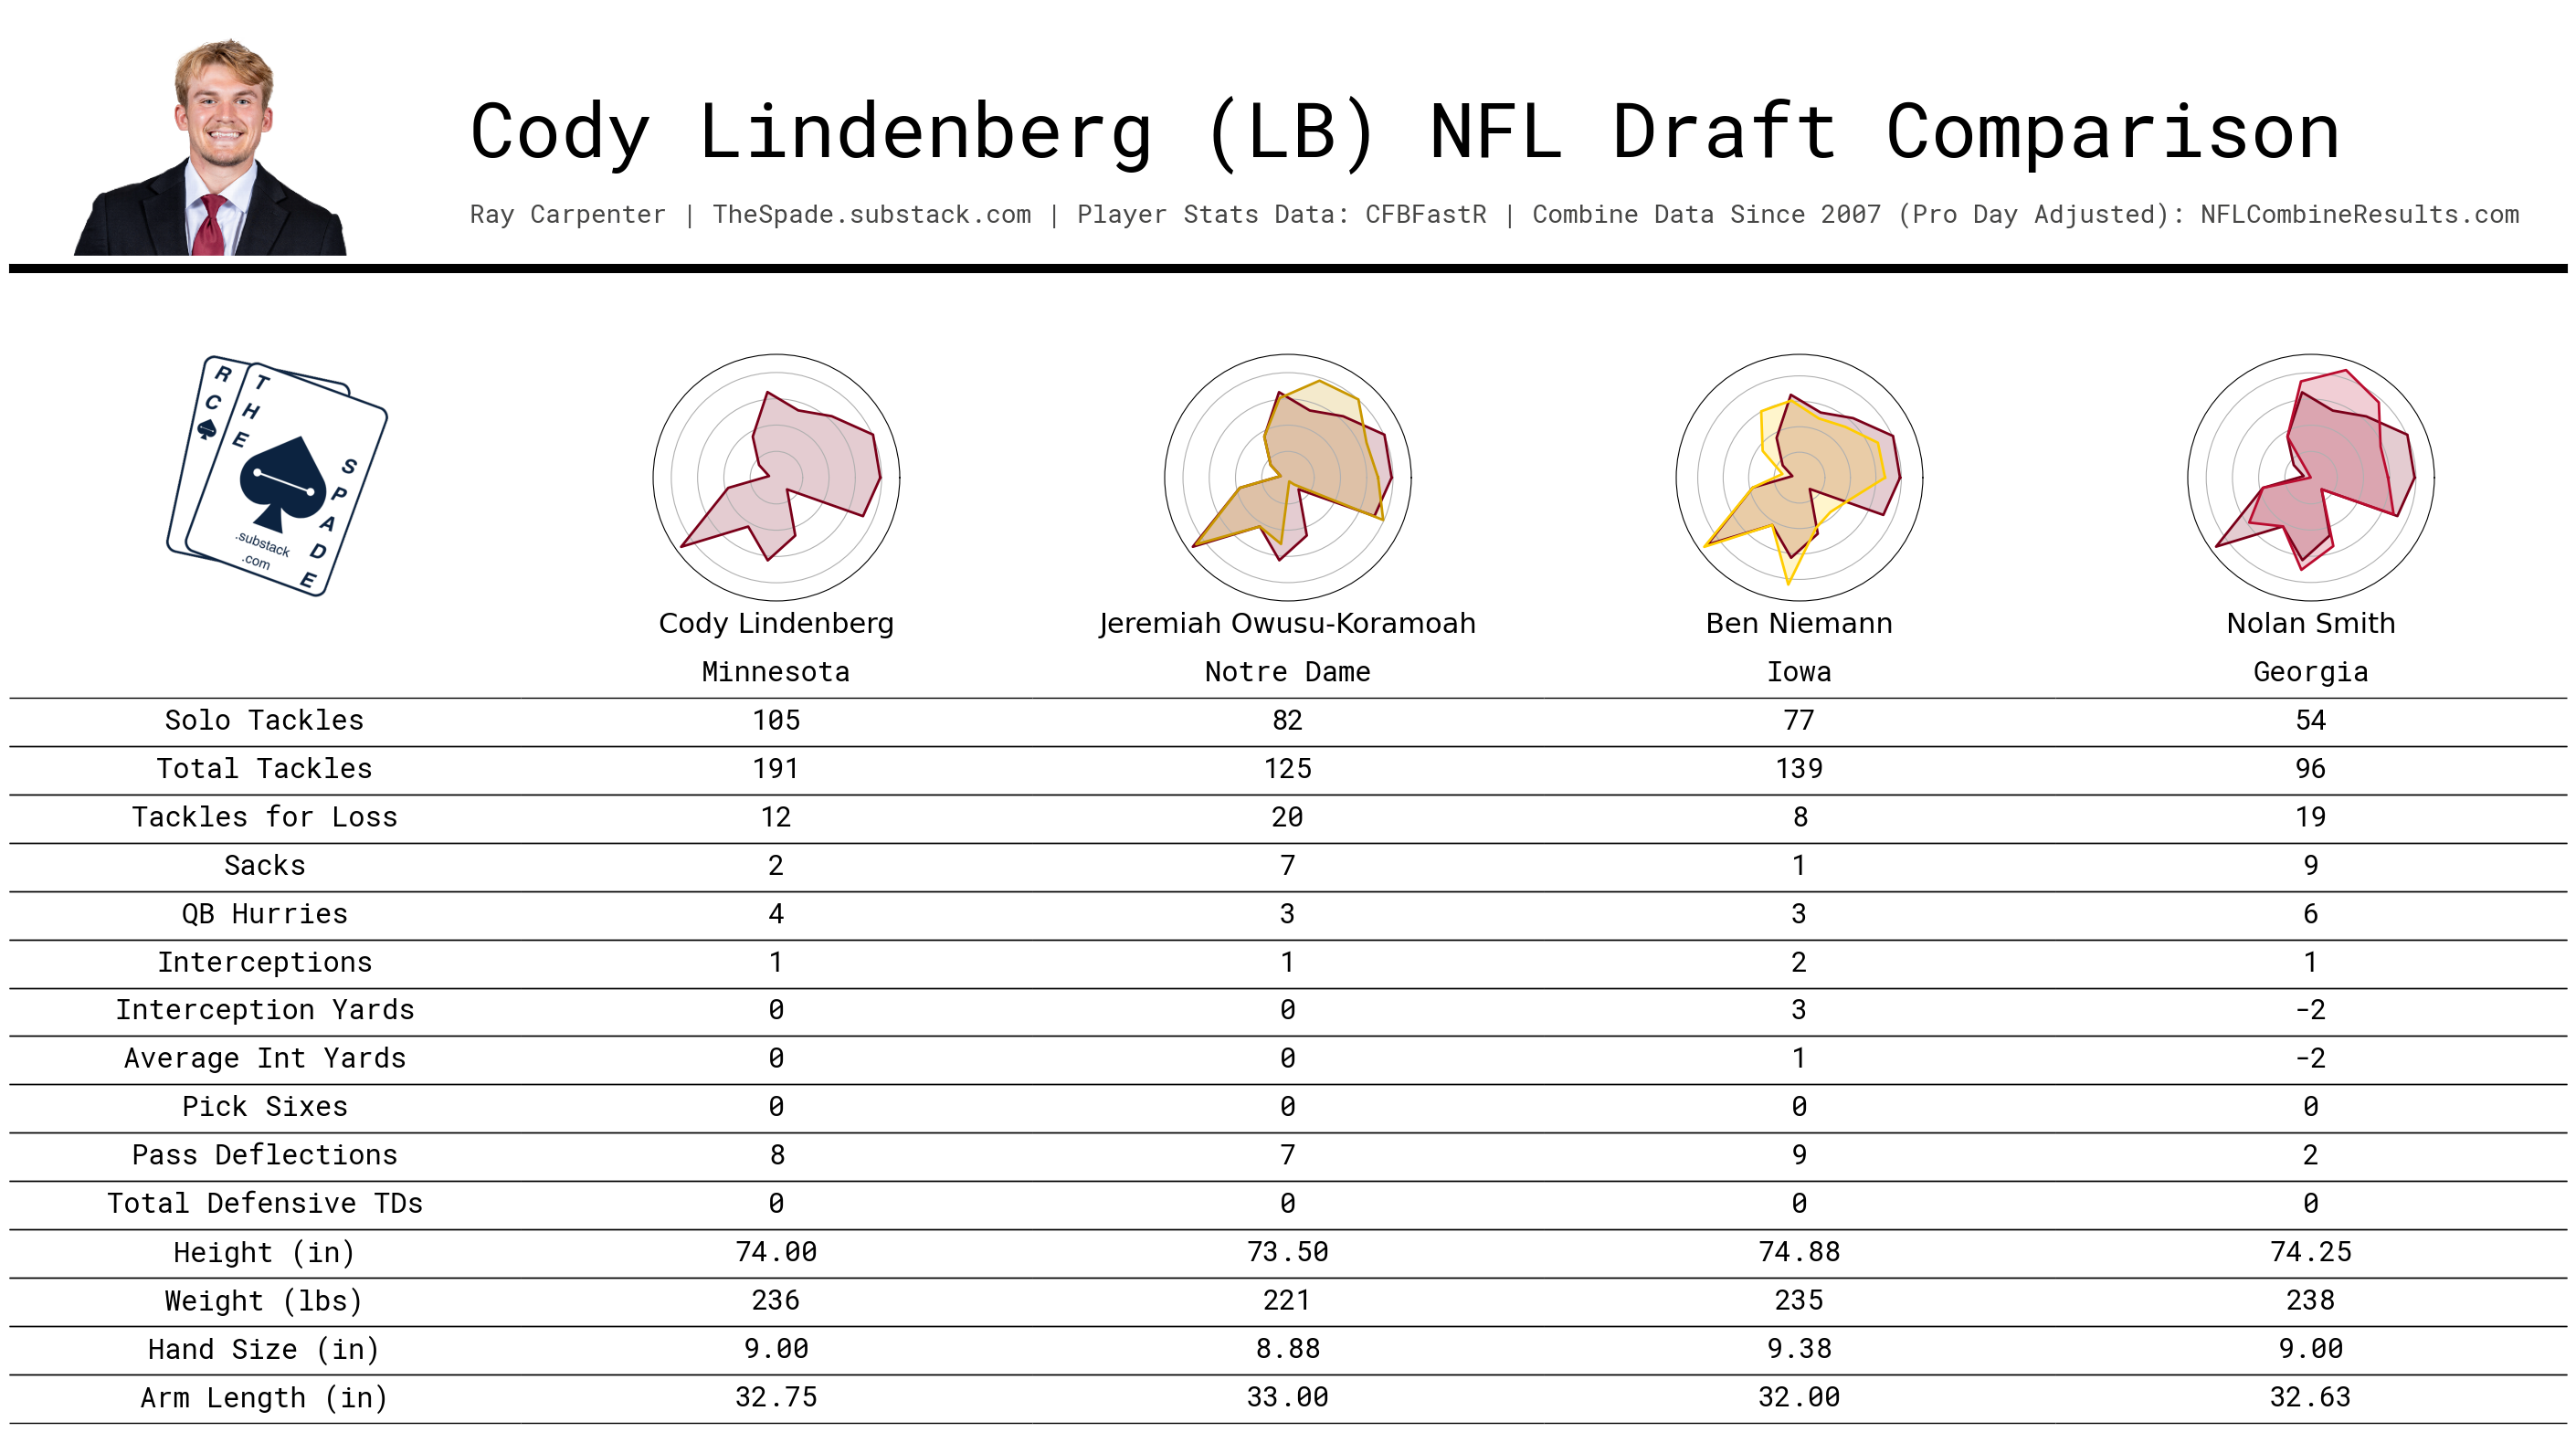 Cody Lindenberg (LB) NFL Draft Comparison
Ray Carpenter | TheSpade.substack.com | Player Stats Data: CFBFastR | Combine Data Since 2007 (Pro Day Adjusted): NFLCombineResults.com
R C
T H E
S P A D E
.substack
.com
Cody Lindenberg Jeremiah Owusu-Koramoah Ben Niemann Nolan Smith
Minnesota Notre Dame Iowa Georgia
Solo Tackles 105 82 77 54
Total Tackles 191 125 139 96
Tackles for Loss 12 20 8 19
Sacks 2 7 1 9
QB Hurries 4 3 3 6
Interceptions 1 1 2 1
Interception Yards 0 0 3 -2
Average Int Yards 0 0 1 -2
Pick Sixes 0 0 0 0
Pass Deflections 8 7 9 2
Total Defensive TDs 0 0 0 0
Height (in) 74.00 73.50 74.88 74.25
Weight (lbs) 236 221 235 238
Hand Size (in) 9.00 8.88 9.38 9.00
Arm Length (in) 32.75 33.00 32.00 32.63